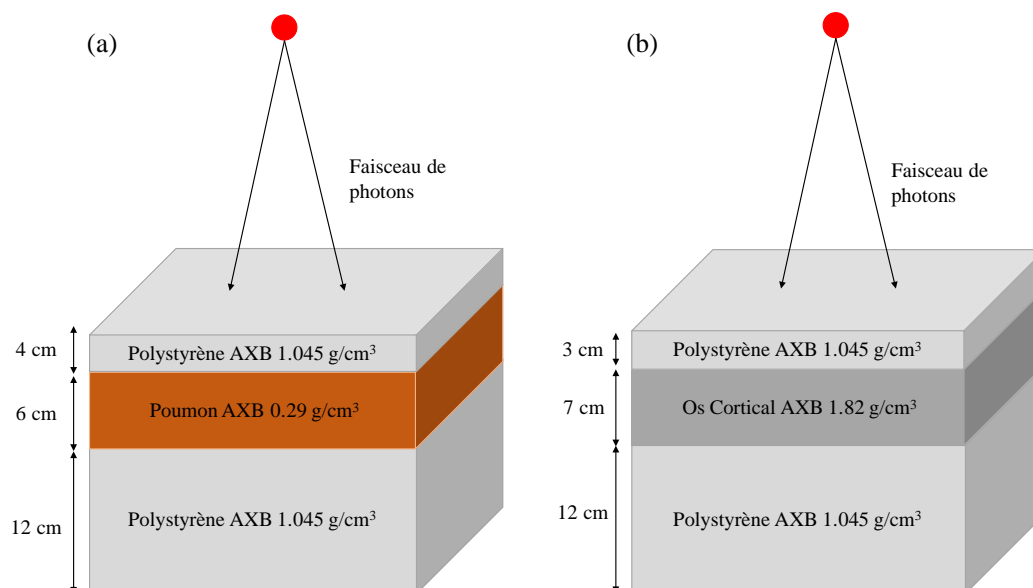 (a)
Faisceau de
photons
4 cm
Polystyrène AXB 1.045 g/cm³
6 cm
Poumon AXB 0.29 g/cm³
12 cm
Polystyrène AXB 1.045 g/cm³
(b)
Faisceau de
photons
3 cm
Polystyrène AXB 1.045 g/cm³
7 cm
Os Cortical AXB 1.82 g/cm³
12 cm
Polystyrène AXB 1.045 g/cm³